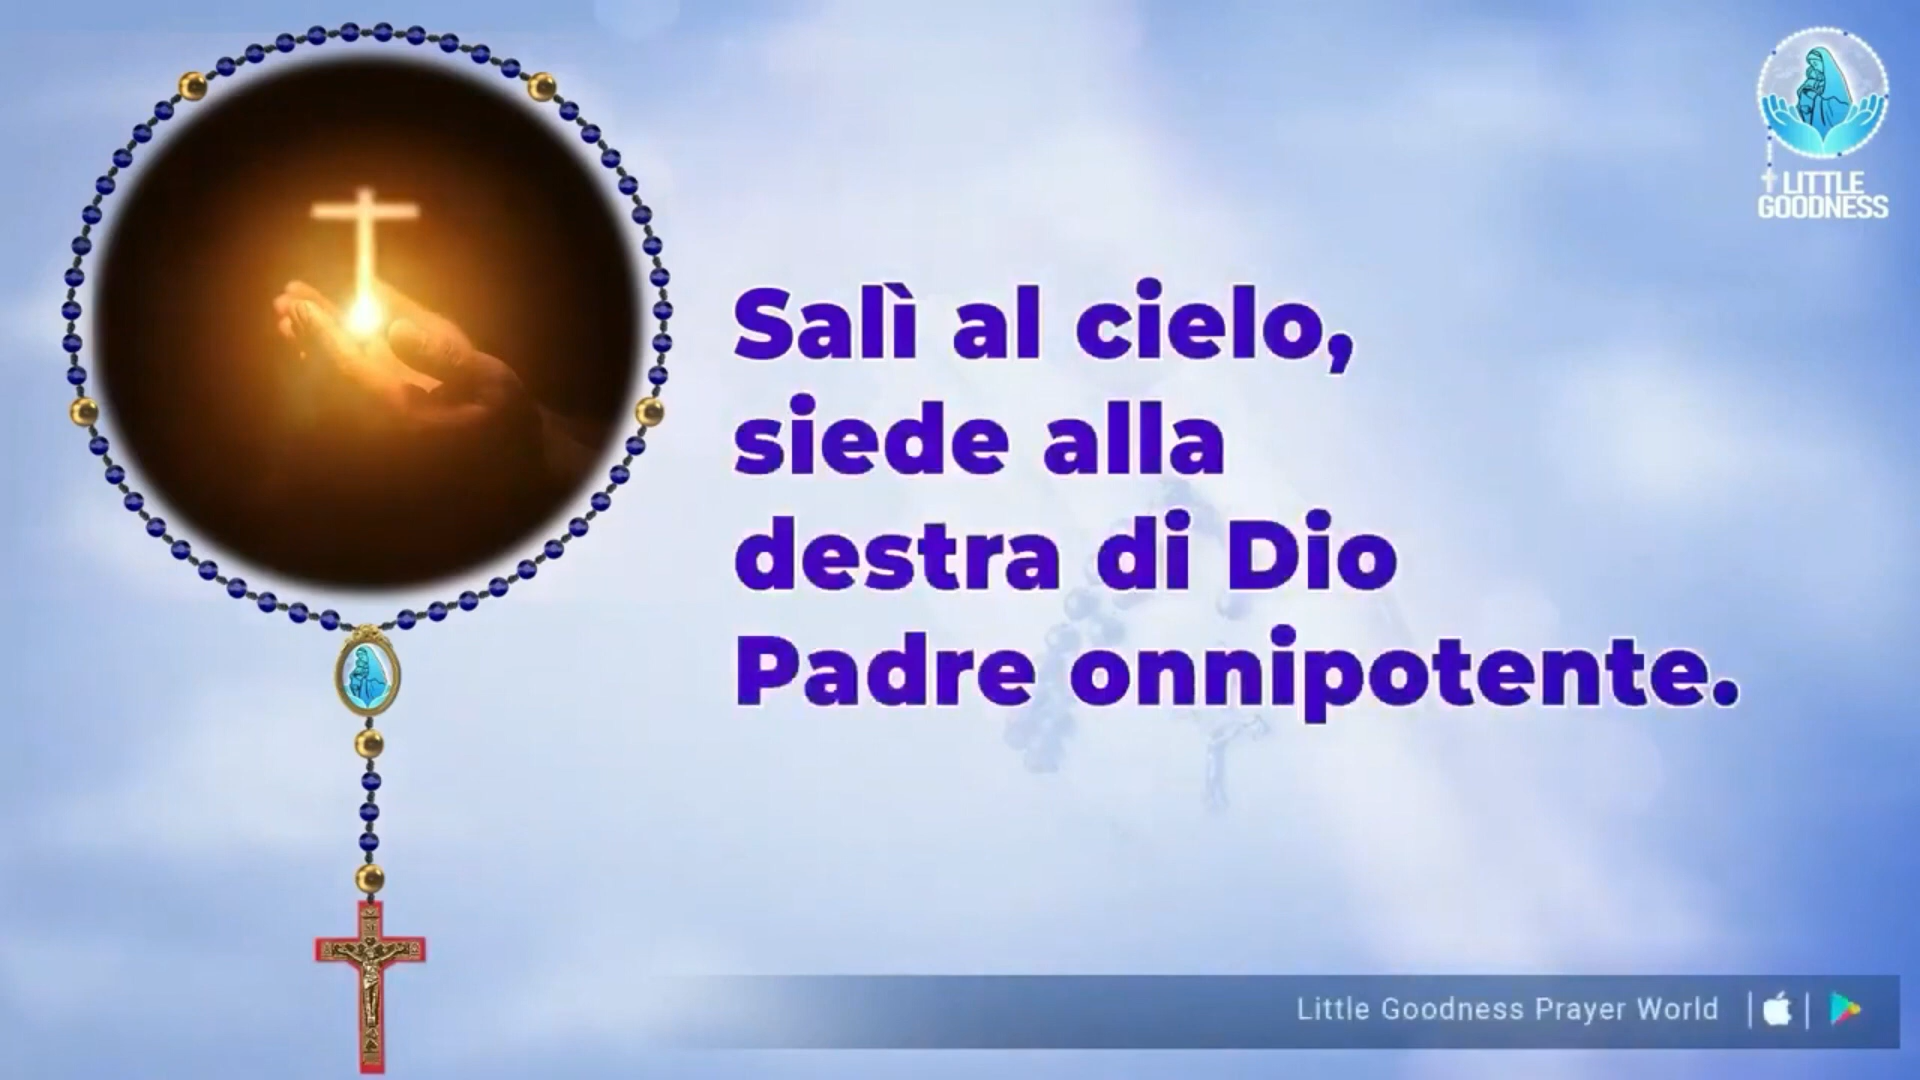 LITTLE
GOODNESS
Salì al cielo,
siede alla
destra di Dio
Padre onnipotente.
Little Goodness Prayer World